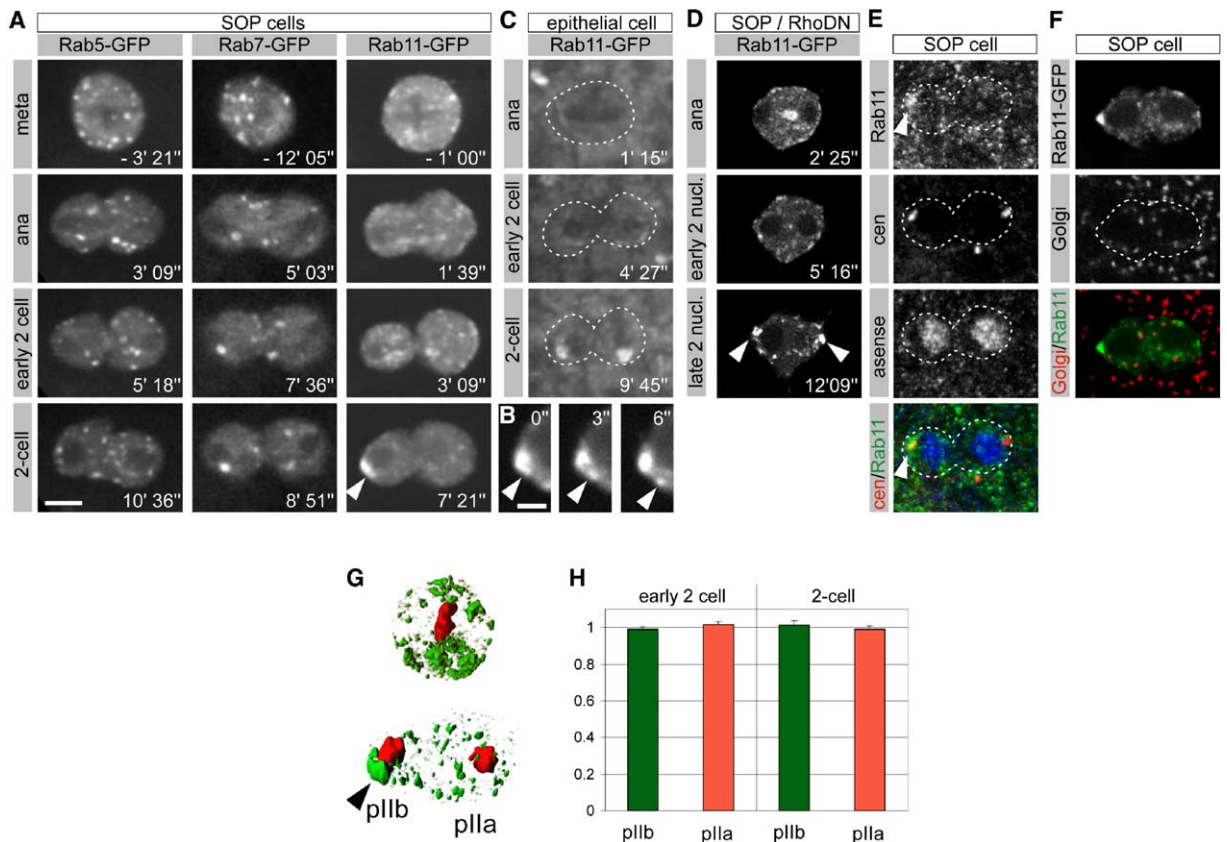 A
SOP cells
Rab5-GFP Rab7-GFP Rab11-GFP
meta
- 3' 21" - 12' 05" - 1' 00"
ana
3' 09" 5' 03" 1' 39"
early 2 cell
5' 18" 7' 36" 3' 09"
2-cell
10' 36" 8' 51" 7' 21"
B
0" 3" 6"
C
epithelial cell
Rab11-GFP
ana
1' 15"
early 2 cell
4' 27"
2-cell
9' 45"
D
SOP / RhoDN
Rab11-GFP
ana
2' 25"
early 2 nucl.
5' 16"
late 2 nucl.
12'09"
E
SOP cell
Rab11
cen
asense
cen/Rab11
F
SOP cell
Rab11-GFP
Golgi
Golgi/Rab11
G
pIIb
pIIa
H
early 2 cell 2-cell
1
0.8
0.6
0.4
0.2
0
pIIb pIIa pIIb pIIa